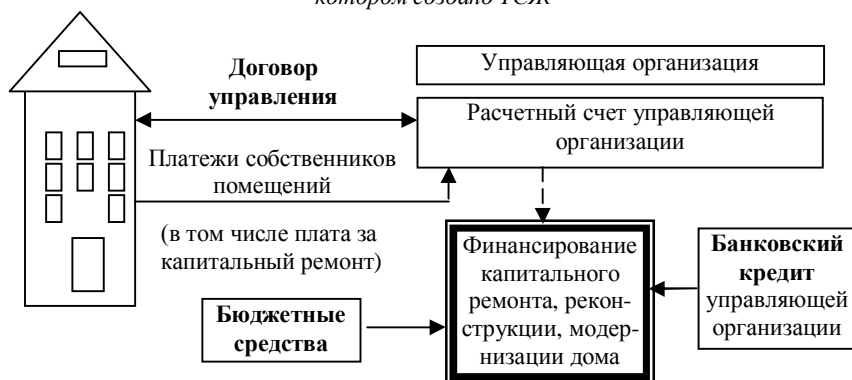 котором создано ТСЖ
Управляющая организация
Договор
управления
Расчетный счет управляющей
организации
Платежи собственников
помещений
(в том числе плата за
капитальный ремонт)
Финансирование
капитального
ремонта, рекон-
струкции, модер-
низации дома
Банковский
кредит
управляющей
организации
Бюджетные
средства